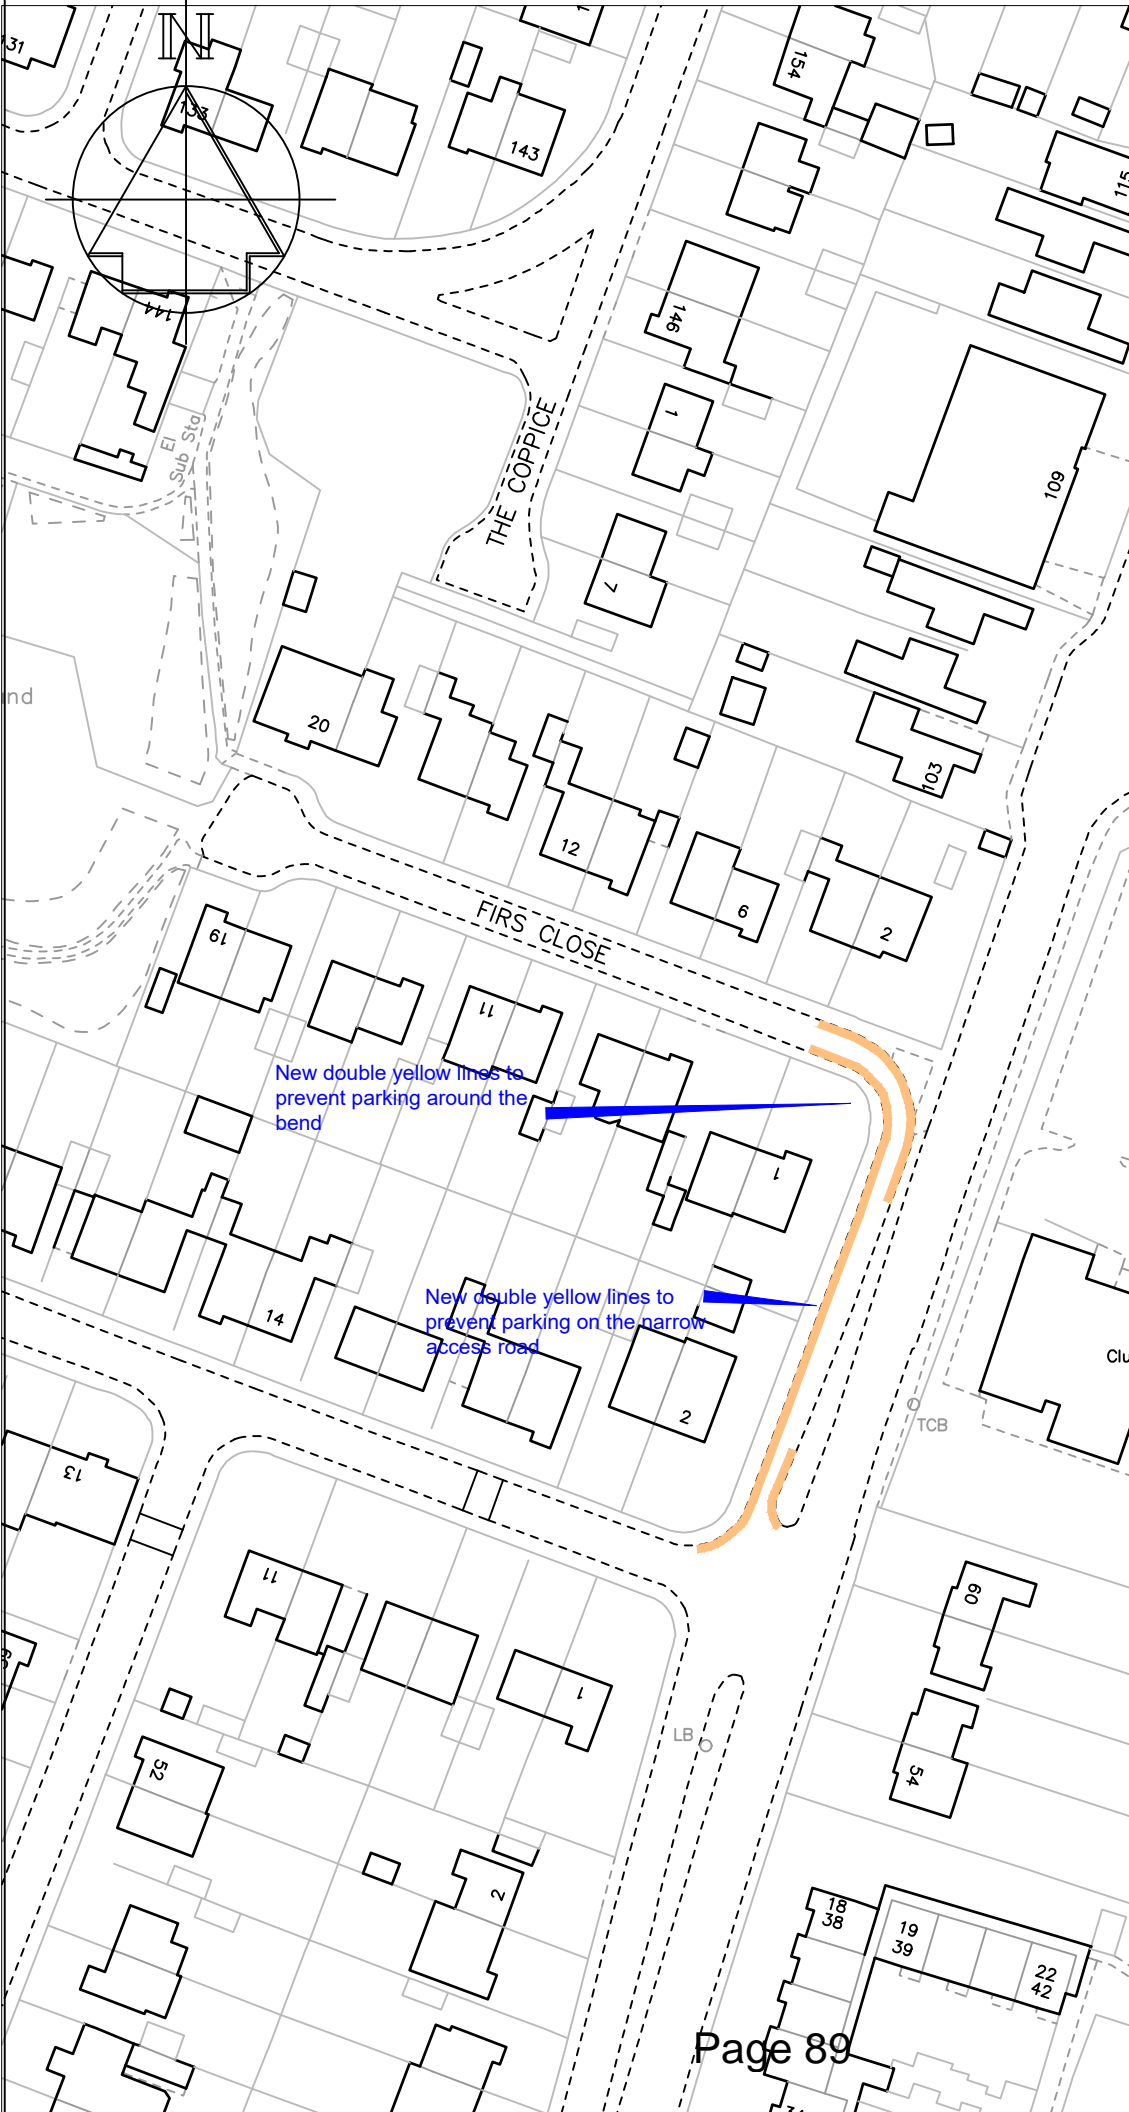 N
131
133
143
154
115
144
146
1
El
Sub Sta
THE COPPICE
109
7
nd
20
103
12
6
2
FIRS CLOSE
19
11
New double yellow lines to
prevent parking around the
bend
1
New double yellow lines to
prevent parking on the narrow
access road
14
2
Clu
TCB
13
11
60
1
LB
52
54
2
18
38
19
39
22
42
Page 89